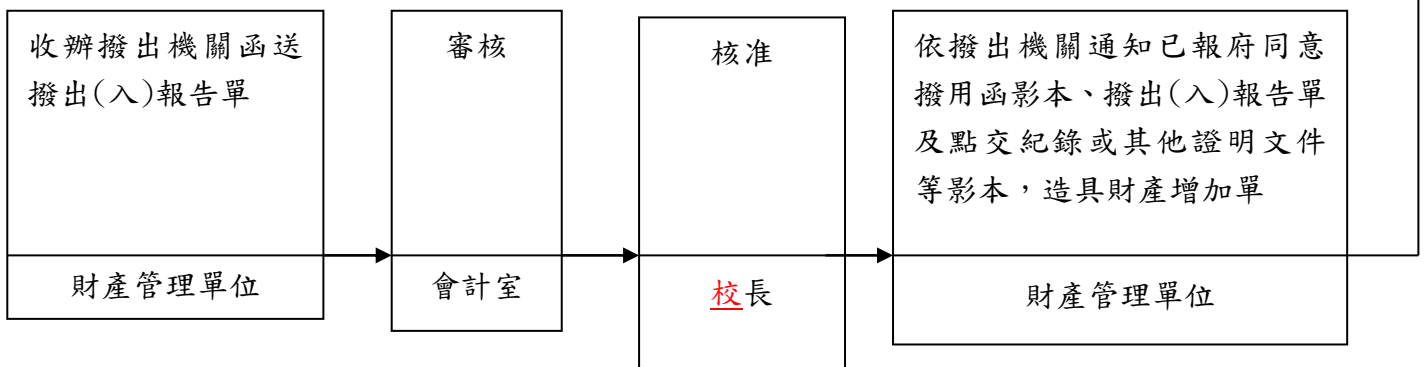 收辦撥出機關函送
撥出(入)報告單
財產管理單位
審核
會計室
核准
校長
依撥出機關通知已報府同意
撥用函影本、撥出(入)報告單
及點交紀錄或其他證明文件
等影本，造具財產增加單
財產管理單位